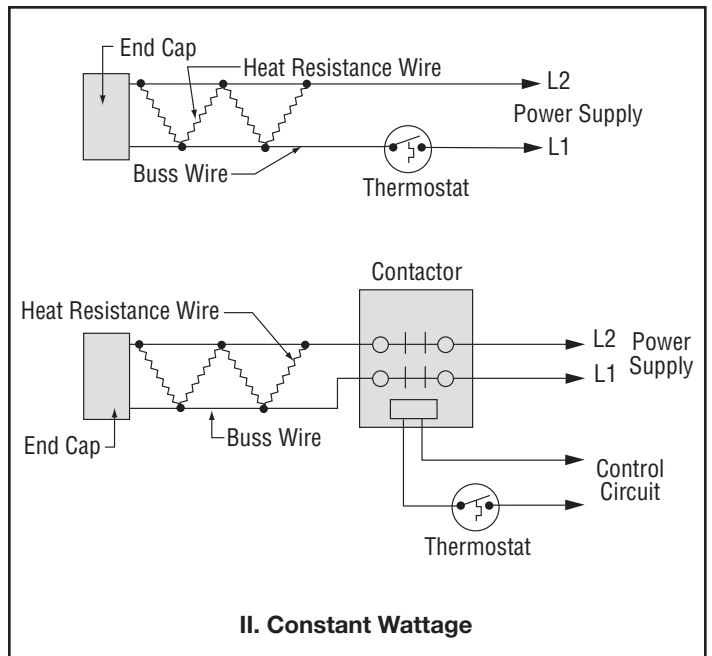 End Cap
Heat Resistance Wire
L2
Power Supply
L1
Buss Wire
Thermostat
Contactor
Heat Resistance Wire
L2 Power
L1 Supply
Buss Wire
End Cap
Control
Circuit
Thermostat
II. Constant Wattage